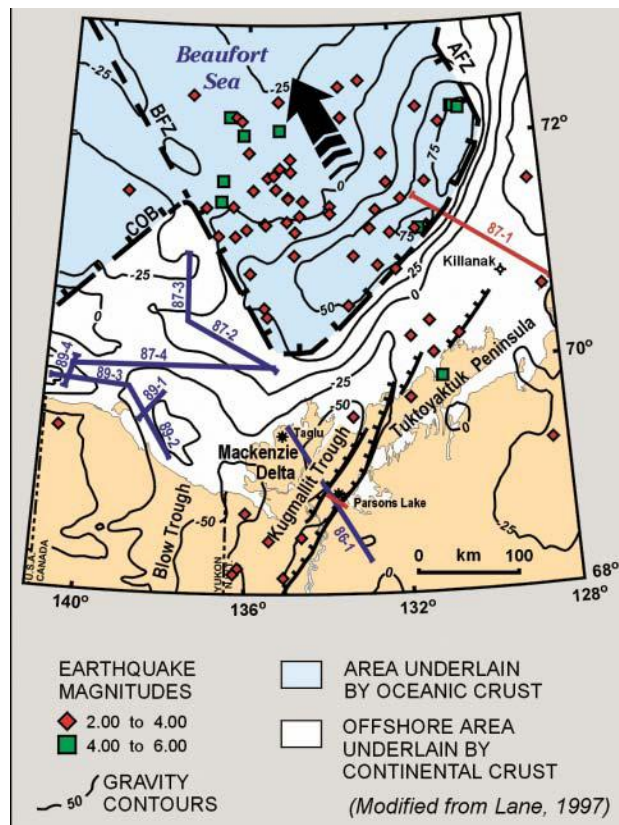 Beaufort
Sea
-25
-25
AFZ
BFZ
72°
75
0
COB
87-1
75
-25
Killanak
-25
87-3
-50
0
0
87-2
70°
89-4
87-4
89-3
89-1
-25
Tuktoyaktuk Peninsula
89-2
-50
0
Taglu
Mackenzie
Delta
Kugmallit Trough
Parsons Lake
-50
-25
Blow Trough
86-1
0 km 100
0
U.S.A.
CANADA
YUKON
N.T.
68°
140° 136° 132° 128°
EARTHQUAKE
MAGNITUDES
2.00 to 4.00
4.00 to 6.00
50 GRAVITY
CONTOURS
AREA UNDERLAIN
BY OCEANIC CRUST
OFFSHORE AREA
UNDERLAIN BY
CONTINENTAL CRUST
(Modified from Lane, 1997)